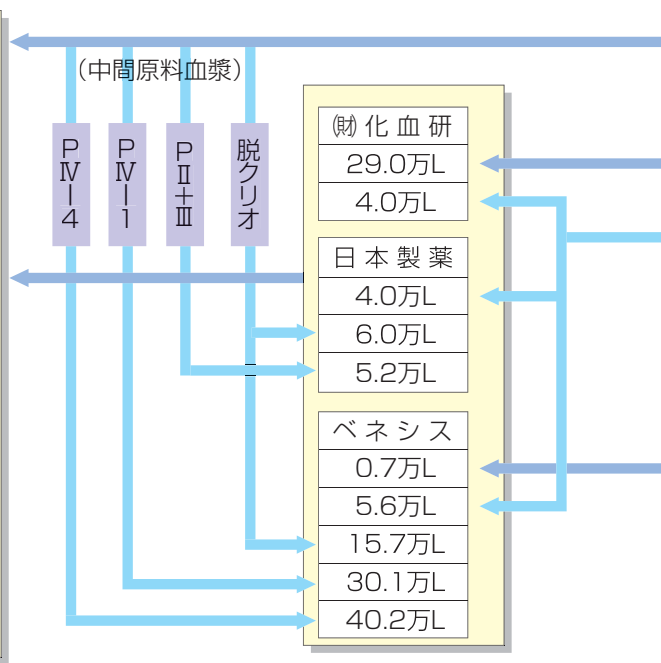 (中間原料血漿)
PⅣ―4
PⅣ―1
PⅡ+Ⅲ
脱クリオ
㈶化血研
29.0万L
4.0万L
日本製薬
4.0万L
6.0万L
5.2万L
ベネシス
0.7万L
5.6万L
15.7万L
30.1万L
40.2万L